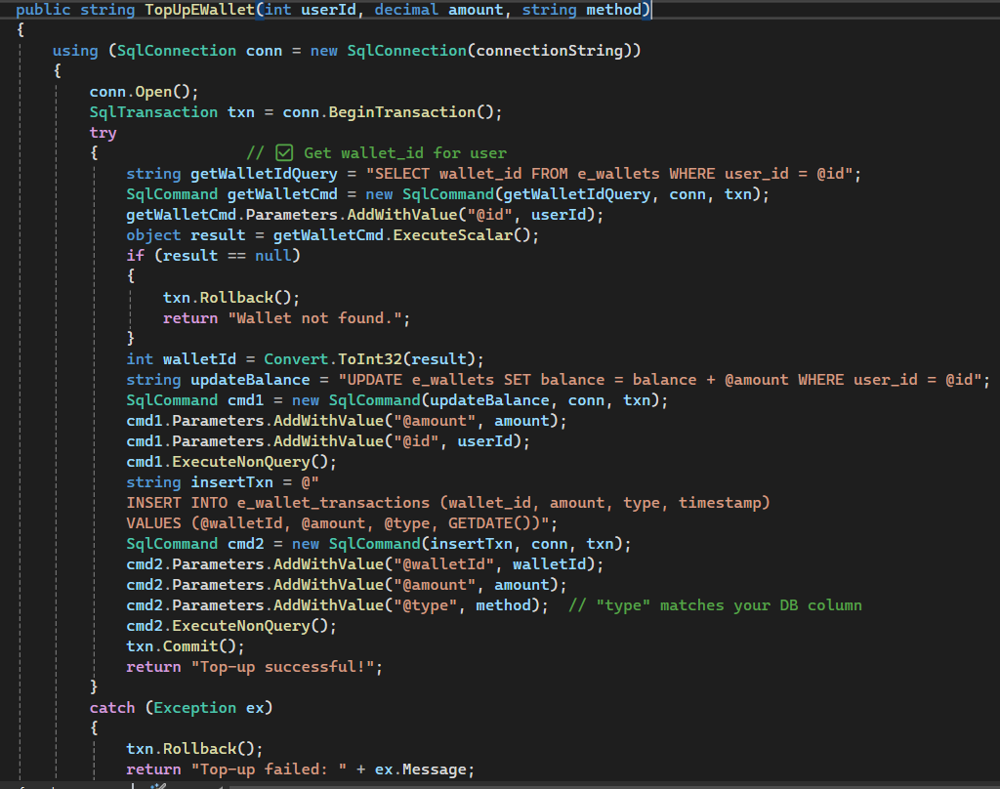 public string TopUpEWallet(int userId, decimal amount, string method)
{
using (SqlConnection conn = new SqlConnection(connectionString))
{
conn.Open();
SqlTransaction txn = conn.BeginTransaction();
try
{ // ✅ Get wallet_id for user
string getWalletIdQuery = "SELECT wallet_id FROM e_wallets WHERE user_id = @id";
SqlCommand getWalletCmd = new SqlCommand(getWalletIdQuery, conn, txn);
getWalletCmd.Parameters.AddWithValue("@id", userId);
object result = getWalletCmd.ExecuteScalar();
if (result == null)
{
txn.Rollback();
return "Wallet not found.";
}
int walletId = Convert.ToInt32(result);
string updateBalance = "UPDATE e_wallets SET balance = balance + @amount WHERE user_id = @id";
SqlCommand cmd1 = new SqlCommand(updateBalance, conn, txn);
cmd1.Parameters.AddWithValue("@amount", amount);
cmd1.Parameters.AddWithValue("@id", userId);
cmd1.ExecuteNonQuery();
string insertTxn = @"
INSERT INTO e_wallet_transactions (wallet_id, amount, type, timestamp)
VALUES (@walletId, @amount, @type, GETDATE())";
SqlCommand cmd2 = new SqlCommand(insertTxn, conn, txn);
cmd2.Parameters.AddWithValue("@walletId", walletId);
cmd2.Parameters.AddWithValue("@amount", amount);
cmd2.Parameters.AddWithValue("@type", method); // "type" matches your DB column
cmd2.ExecuteNonQuery();
txn.Commit();
return "Top-up successful!";
}
catch (Exception ex)
{
txn.Rollback();
return "Top-up failed: " + ex.Message;